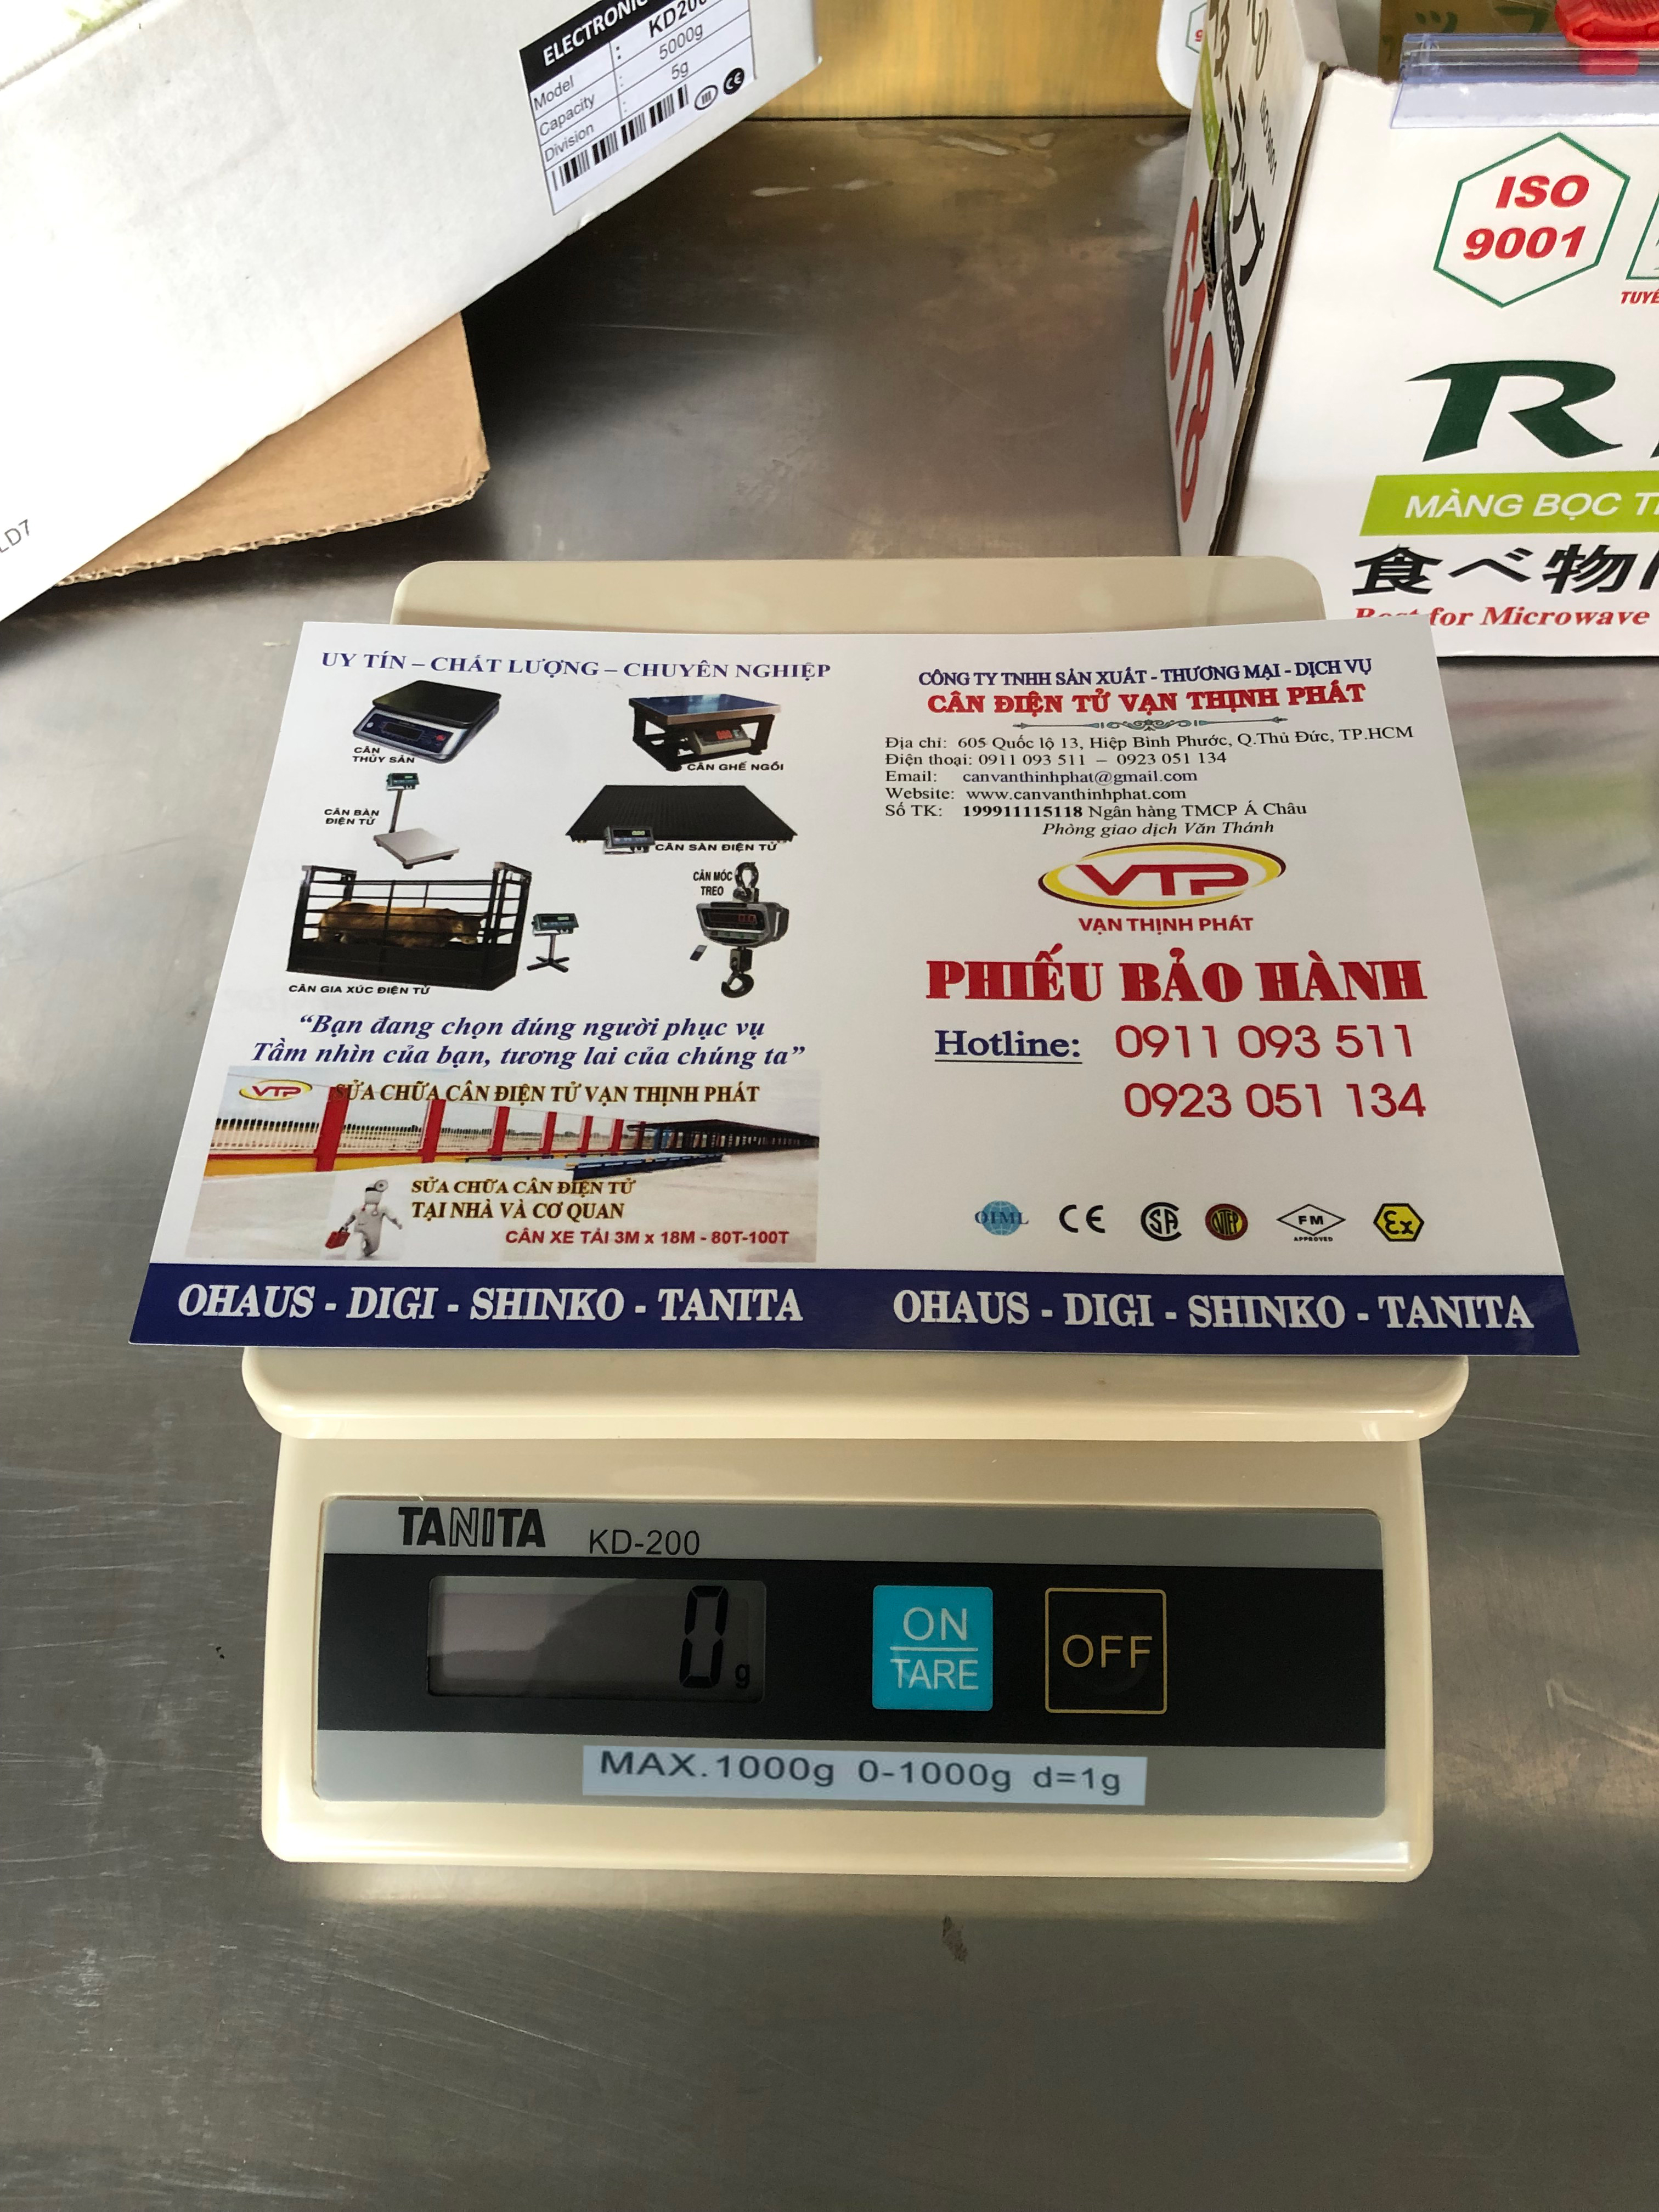 ELECTRONIC
Model : KD200
Capacity : 5000g
Division : 5g
CE
LD7
ISO
9001
618
R
MÀNG BỌC
食べ物
for Microwave
UY TÍN – CHẤT LƯỢNG – CHUYÊN NGHIỆP
CÂN
THỦY SẢN
CÂN GHẾ NGỒI
CÂN BÀN
ĐIỆN TỬ
CÂN SÀN ĐIỆN TỬ
CÂN MÓC
TREO
CÂN GIA XÚC ĐIỆN TỬ
“Bạn đang chọn đúng người phục vụ
Tầm nhìn của bạn, tương lai của chúng ta”
VTP SỬA CHỮA CÂN ĐIỆN TỬ VẠN THỊNH PHÁT
SỬA CHỮA CÂN ĐIỆN TỬ
TẠI NHÀ VÀ CƠ QUAN
CÂN XE TẢI 3M x 18M - 80T-100T
OHAUS - DIGI - SHINKO - TANITA
CÔNG TY TNHH SẢN XUẤT - THƯƠNG MẠI - DỊCH VỤ
CÂN ĐIỆN TỬ VẠN THỊNH PHÁT
Địa chỉ: 605 Quốc lộ 13, Hiệp Bình Phước, Q.Thủ Đức, TP.HCM
Điện thoại: 0911 093 511 – 0923 051 134
Email: canvanthinhphat@gmail.com
Website: www.canvanthinhphat.com
Số TK: 199911115118 Ngân hàng TMCP Á Châu
Phòng giao dịch Văn Thánh
VTP
VẠN THỊNH PHÁT
PHIẾU BẢO HÀNH
Hotline: 0911 093 511
0923 051 134
OIML CE SA NTEP FM APPROVED Ex
OHAUS - DIGI - SHINKO - TANITA
TANITA KD-200
0 g
ON
TARE
OFF
MAX.1000g 0-1000g d=1g